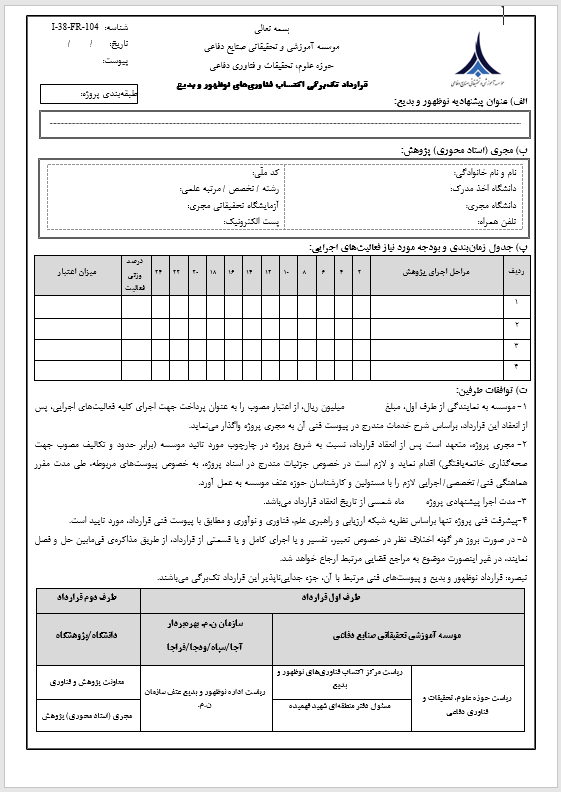 بسمه تعالی
موسسه آموزشی و تحقیقاتی صنایع دفاعی
حوزه علوم، تحقیقات و فناوری دفاعی
قرارداد تک‌برگی اکتساب فناوری‌های نوظهور و بدیع
شناسه: I-38-FR-104
تاریخ: / /
پیوست:
موسسه آموزشی و تحقیقاتی صنایع دفاعی
طبقه‌بندی پروژه:
الف) عنوان پیشنهادیه نوظهور و بدیع:
ب) مجری (استاد محوری) پژوهش:
نام و نام خانوادگی: کد ملّی:
دانشگاه اخذ مدرک: رشته / تخصص / مرتبه علمی:
دانشگاه مجری: آزمایشگاه تحقیقاتی مجری:
تلفن همراه: پست الکترونیک:
پ) جدول زمان‌بندی و بودجه مورد نیاز فعالیت‌های اجرایی:
ردیف مراحل اجرای پژوهش ۲ ۴ ۶ ۸ ۱۰ ۱۲ ۱۴ ۱۶ ۱۸ ۲۰ ۲۲ ۲۴ درصد وزنی فعالیت میزان اعتبار
۱
۲
۳
۴
ت) توافقات طرفین:
۱- موسسه به نمایندگی از طرف اول، مبلغ میلیون ریال، از اعتبار مصوب را به عنوان پرداخت جهت اجرای کلیه فعالیت‌های اجرایی، پس
از انعقاد این قرارداد، براساس شرح خدمات مندرج در پیوست فنی آن به مجری پروژه واگذار می‌نماید.
۲- مجری پروژه، متعهد است پس از انعقاد قرارداد، نسبت به شروع پروژه در چارچوب مورد تائید موسسه (برابر حدود و تکالیف مصوب جهت
صحه‌گذاری خاتمه‌یافتگی) اقدام نماید و لازم است در خصوص جزئیات مندرج در اسناد پروژه، به خصوص پیوست‌های مربوطه، طی مدت مقرر
هماهنگی فنی/ تخصصی/ اجرایی لازم را با مسئولین و کارشناسان حوزه عتف موسسه به عمل آورد.
۳- مدت اجرا پیشنهادی پروژه ماه شمسی از تاریخ انعقاد قرارداد می‌باشد.
۴-پیشرفت فنی پروژه تنها براساس نظریه شبکه ارزیابی و راهبری علم، فناوری و نوآوری و مطابق با پیوست فنی قرارداد، مورد تایید است.
۵- در صورت بروز هر گونه اختلاف نظر در خصوص تعبیر، تفسیر و یا اجرای کامل و یا قسمتی از قرارداد، از طریق مذاکره‌ی فی‌مابین حل و فصل
نمایند، در غیر اینصورت موضوع به مراجع قضایی مرتبط ارجاع خواهد شد.
تبصره: قرارداد نوظهور و بدیع و پیوست‌های فنی مرتبط با آن، جزء جدایی‌ناپذیر این قرارداد تک‌برگی می‌باشند.
طرف اول قرارداد طرف دوم قرارداد
موسسه آموزشی تحقیقاتی صنایع دفاعی
سازمان ن.م. بهره‌بردار
آجا/سپاه/ودجا/فراجا
دانشگاه/پژوهشگاه
ریاست حوزه علوم، تحقیقات و
فناوری دفاعی
ریاست مرکز اکتساب فناوری‌های نوظهور و
بدیع
مسئول دفتر منطقه‌ای شهید فهمیده
ریاست اداره نوظهور و بدیع عتف سازمان
ن.م.
معاونت پژوهش و فناوری
مجری (استاد محوری) پژوهش